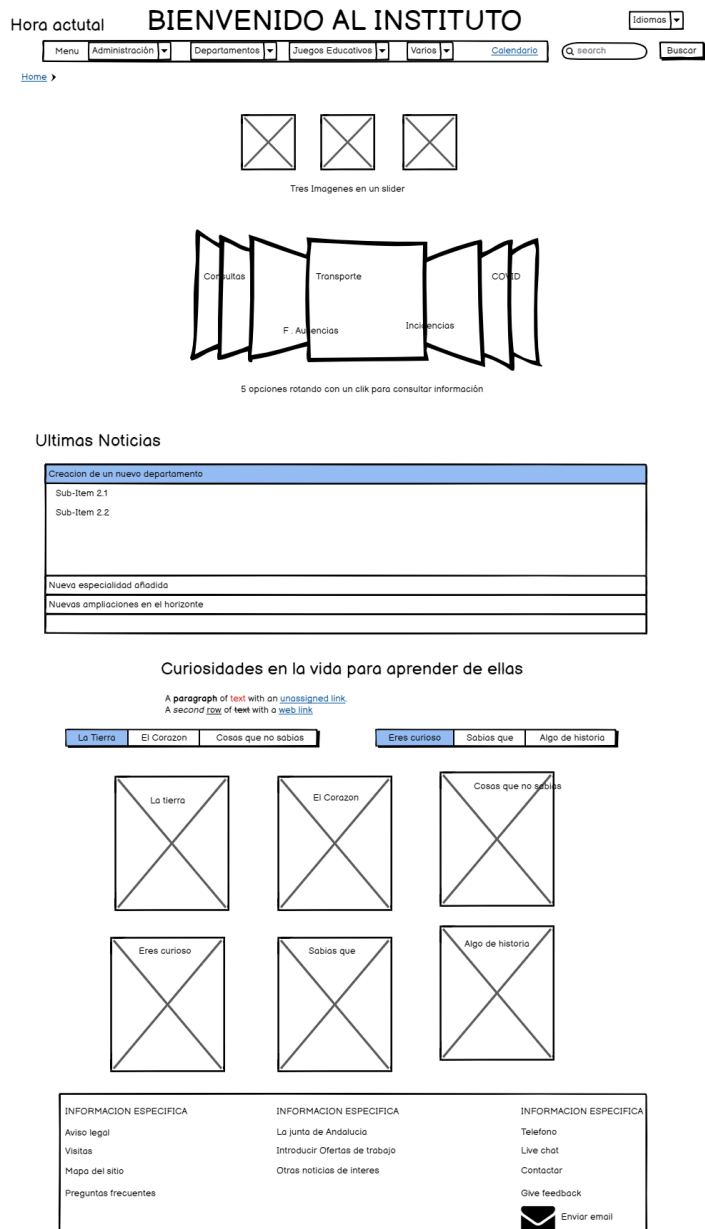 Hora actutal
BIENVENIDO AL INSTITUTO
Idiomas
Menu Administración Departamentos Juegos Educativos Varios Calendario search Buscar
Home
Tres Imagenes en un slider
Consultas Transporte COVID
F . Ausencias Incidencias
5 opciones rotando con un clik para consultar información
Ultimas Noticias
Creacion de un nuevo departamento
Sub-Item 2.1
Sub-Item 2.2
Nueva especialidad añadida
Nuevas ampliaciones en el horizonte
Curiosidades en la vida para aprender de ellas
A paragraph of text with an unassigned link.
A second row of text with a web link
La Tierra El Corazon Cosas que no sabias Eres curioso Sabias que Algo de historia
La tierra El Corazon Cosas que no sabias
Eres curioso Sabias que Algo de historia
INFORMACION ESPECIFICA INFORMACION ESPECIFICA INFORMACION ESPECIFICA
Aviso legal La junta de Andalucia Telefono
Visitas Introducir Ofertas de trabajo Live chat
Mapa del sitio Otras noticias de interes Contactar
Preguntas frecuentes Give feedback
Enviar email